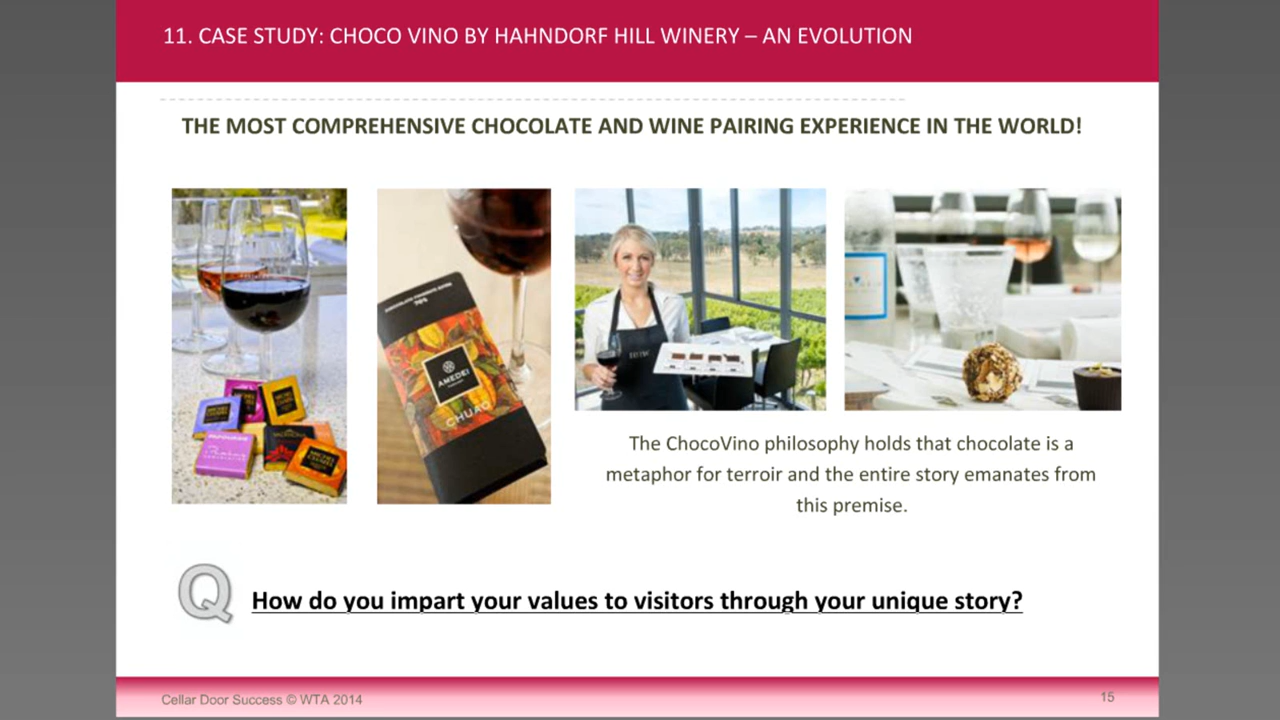 11. CASE STUDY: CHOCO VINO BY HAHNDORF HILL WINERY – AN EVOLUTION
THE MOST COMPREHENSIVE CHOCOLATE AND WINE PAIRING EXPERIENCE IN THE WORLD!
70%
AMEDEI
CHUAO
MICHEL
CLUIZEL
The ChocoVino philosophy holds that chocolate is a
metaphor for terroir and the entire story emanates from
this premise.
Q
How do you impart your values to visitors through your unique story?
Cellar Door Success © WTA 2014
15